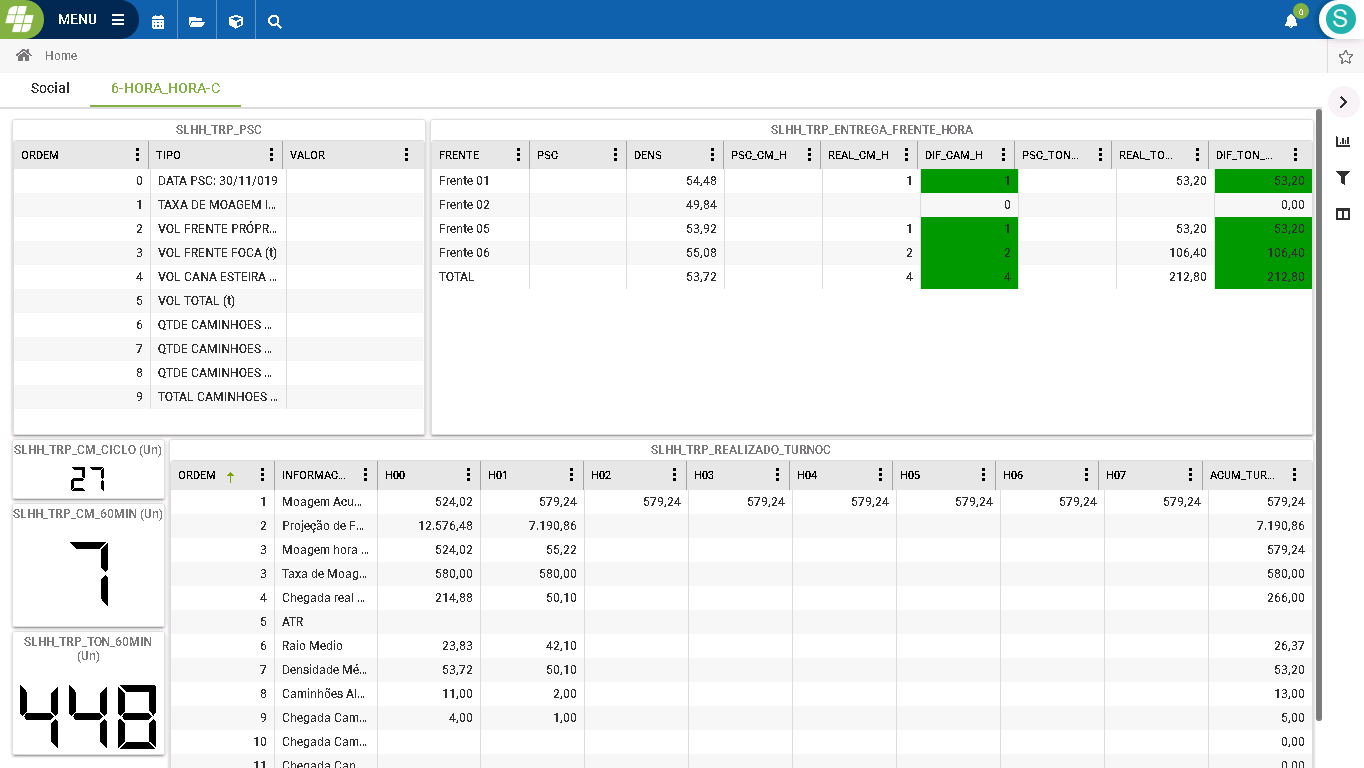 MENU
0
S
Home
Social 6-HORA_HORA-C
SLHH_TRP_PSC
ORDEM TIPO VALOR
0 DATA PSC: 30/11/019
1 TAXA DE MOAGEM I...
2 VOL FRENTE PRÓPR...
3 VOL FRENTE FOCA (t)
4 VOL CANA ESTEIRA ...
5 VOL TOTAL (t)
6 QTDE CAMINHOES ...
7 QTDE CAMINHOES ...
8 QTDE CAMINHOES ...
9 TOTAL CAMINHOES ...
SLHH_TRP_ENTREGA_FRENTE_HORA
FRENTE PSC DENS PSC_CM_H REAL_CM_H DIF_CAM_H PSC_TON... REAL_TO... DIF_TON_...
Frente 01 54,48 1 1 53,20 53,20
Frente 02 49,84 0 0,00
Frente 05 53,92 1 1 53,20 53,20
Frente 06 55,08 2 2 106,40 106,40
TOTAL 53,72 4 4 212,80 212,80
SLHH_TRP_CM_CICLO (Un)
27
SLHH_TRP_CM_60MIN (Un)
7
SLHH_TRP_TON_60MIN
(Un)
448
SLHH_TRP_REALIZADO_TURNOC
ORDEM INFORMAC... H00 H01 H02 H03 H04 H05 H06 H07 ACUM_TUR...
1 Moagem Acu... 524,02 579,24 579,24 579,24 579,24 579,24 579,24 579,24 579,24
2 Projeção de F... 12.576,48 7.190,86 7.190,86
3 Moagem hora ... 524,02 55,22 579,24
3 Taxa de Moag... 580,00 580,00 580,00
4 Chegada real ... 214,88 50,10 266,00
5 ATR
6 Raio Medio 23,83 42,10 26,37
7 Densidade Mé... 53,72 50,10 53,20
8 Caminhões Al... 11,00 2,00 13,00
9 Chegada Cam... 4,00 1,00 5,00
10 Chegada Cam... 0,00
11 Chegada Can... 0,00